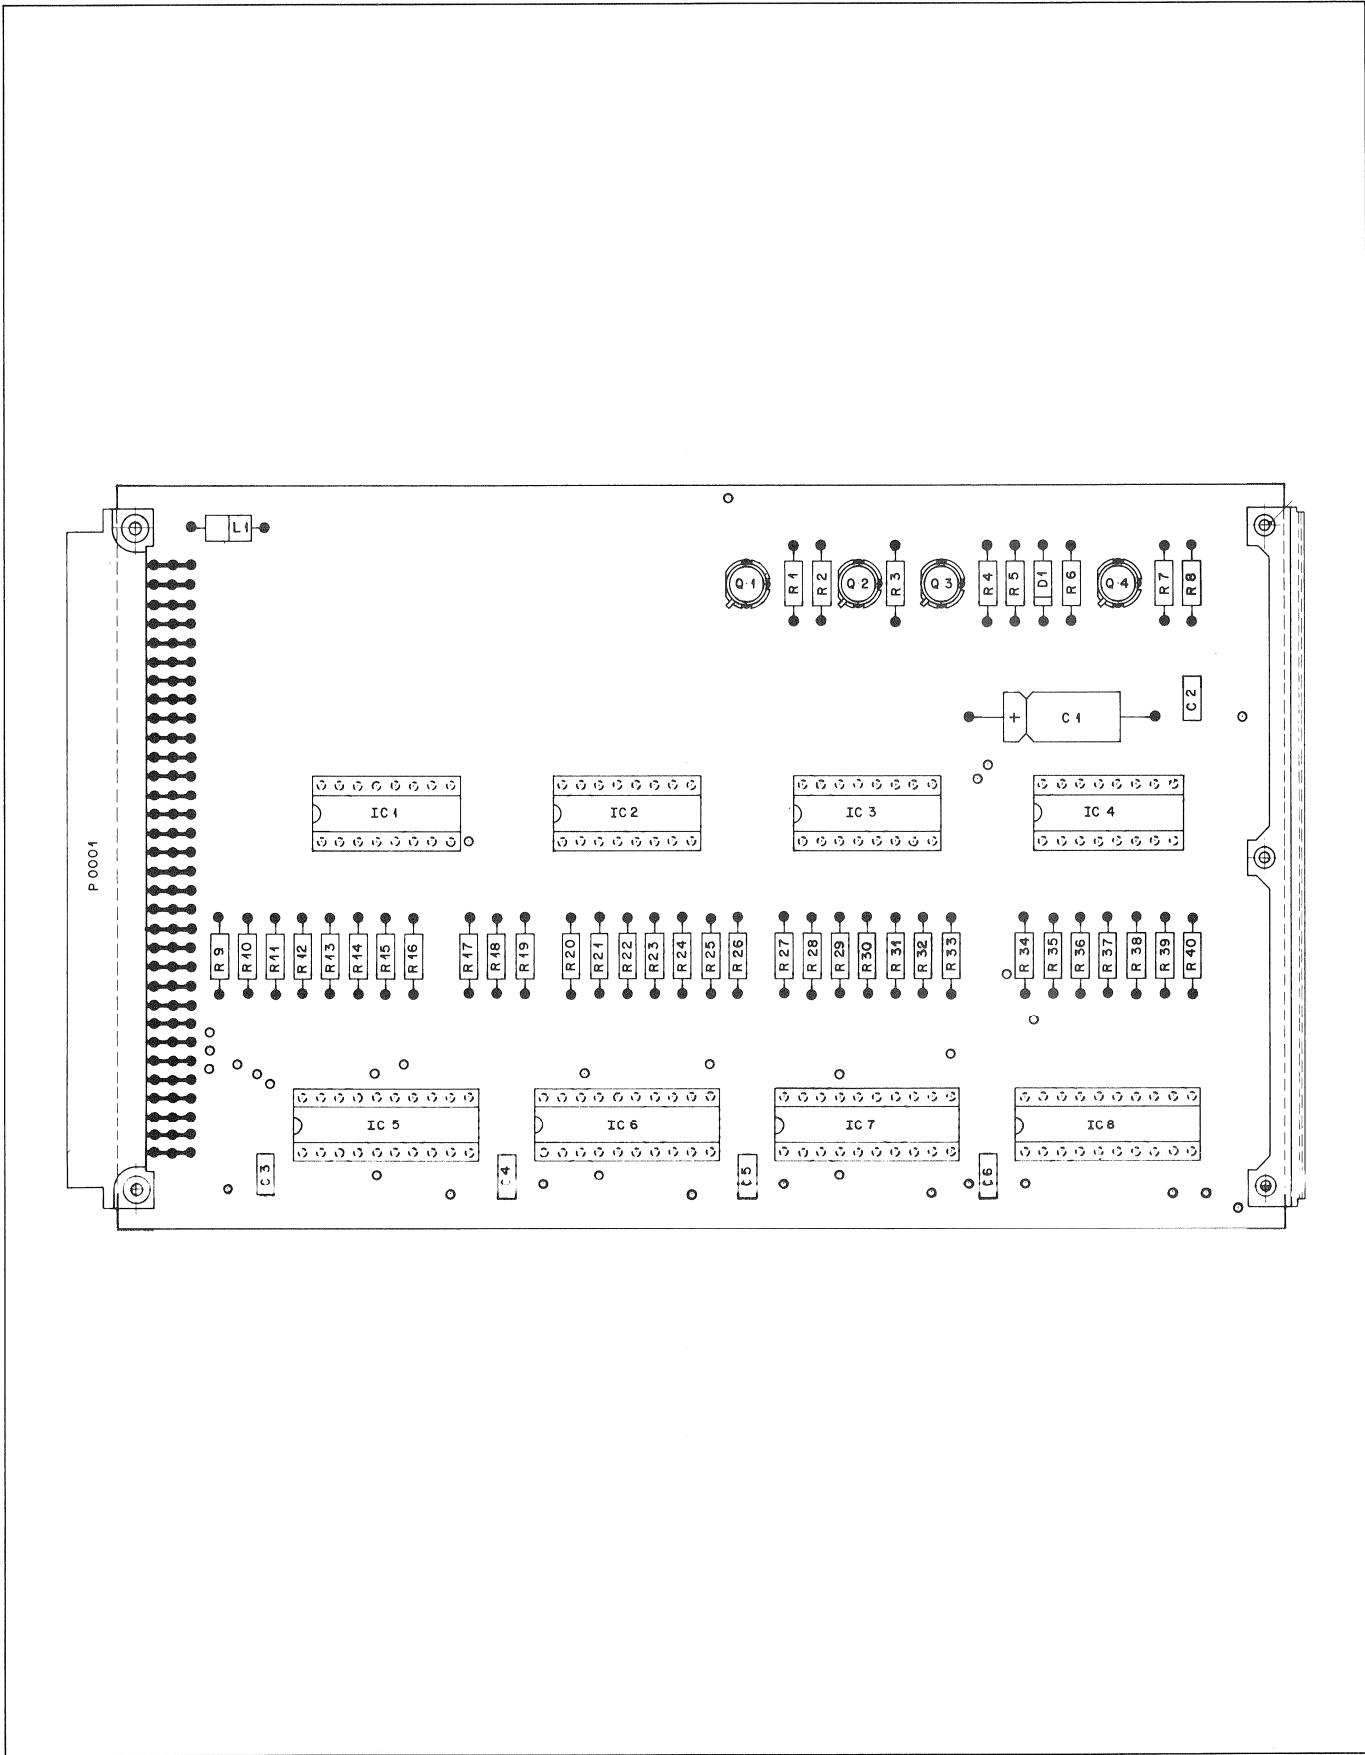 L1
Q1 R1 R2 Q2 R3 Q3 R4 R5 D1 R6 Q4 R7 R8
+ C1 C2
IC1 IC2 IC3 IC4
P0001
R9 R10 R11 R12 R13 R14 R15 R16 R17 R18 R19 R20 R21 R22 R23 R24 R25 R26 R27 R28 R29 R30 R31 R32 R33 R34 R35 R36 R37 R38 R39 R40
IC5 IC6 IC7 IC8
C3 C4 C5 C6